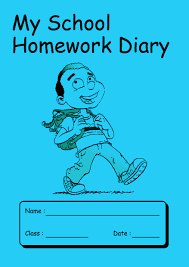 My School
Homework Diary
Name :
Class : Date :